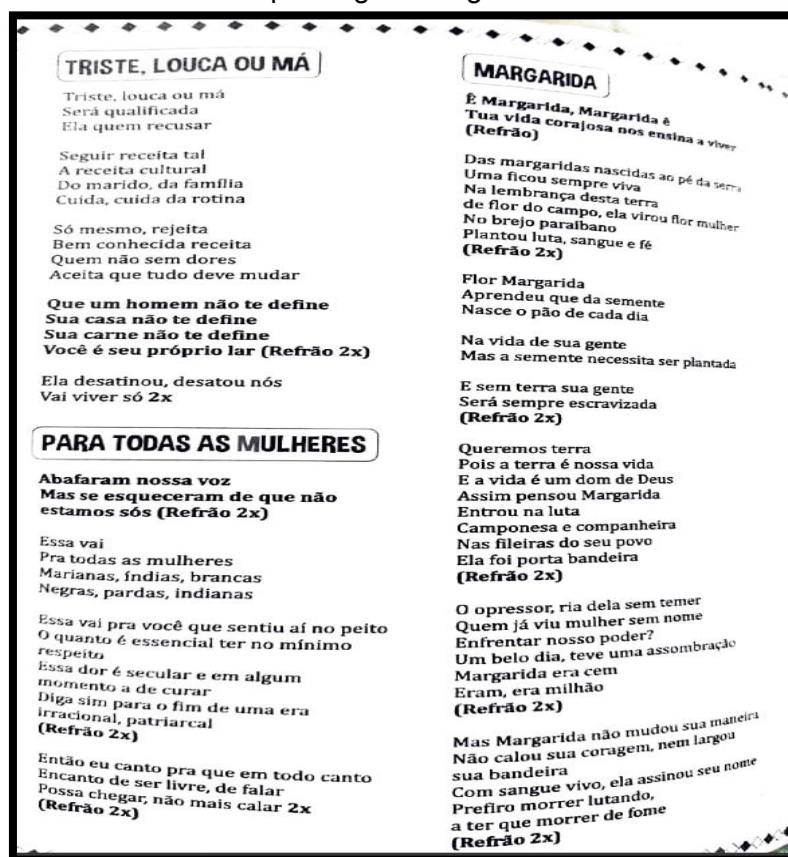 TRISTE, LOUCA OU MÁ
Triste, louca ou má
Será qualificada
Ela quem recusar
Seguir receita tal
A receita cultural
Do marido, da família
Cuida, cuida da rotina
Só mesmo, rejeita
Bem conhecida receita
Quem não sem dores
Aceita que tudo deve mudar
Que um homem não te define
Sua casa não te define
Sua carne não te define
Você é seu próprio lar (Refrão 2x)
Ela desatinou, desatou nós
Vai viver só 2x
PARA TODAS AS MULHERES
Abafaram nossa voz
Mas se esqueceram de que não
estamos sós (Refrão 2x)
Essa vai
Pra todas as mulheres
Marianas, índias, brancas
Negras, pardas, indianas
Essa vai pra você que sentiu aí no peito
O quanto é essencial ter no mínimo
respeito
Essa dor é secular e em algum
momento a de curar
Diga sim para o fim de uma era
irracional, patriarcal
(Refrão 2x)
Então eu canto pra que em todo canto
Encanto de ser livre, de falar
Possa chegar, não mais calar 2x
(Refrão 2x)
MARGARIDA
Ê Margarida, Margarida ê
Tua vida corajosa nos ensina a viver
(Refrão)
Das margaridas nascidas ao pé da serra
Uma ficou sempre viva
Na lembrança desta terra
de flor do campo, ela virou flor mulher
No brejo paraibano
Plantou luta, sangue e fé
(Refrão 2x)
Flor Margarida
Aprendeu que da semente
Nasce o pão de cada dia
Na vida de sua gente
Mas a semente necessita ser plantada
E sem terra sua gente
Será sempre escravizada
(Refrão 2x)
Queremos terra
Pois a terra é nossa vida
E a vida é um dom de Deus
Assim pensou Margarida
Entrou na luta
Camponesa e companheira
Nas fileiras do seu povo
Ela foi porta bandeira
(Refrão 2x)
O opressor, ria dela sem temer
Quem já viu mulher sem nome
Enfrentar nosso poder?
Um belo dia, teve uma assombração
Margarida era cem
Eram, era milhão
(Refrão 2x)
Mas Margarida não mudou sua maneira
Não calou sua coragem, nem largou
sua bandeira
Com sangue vivo, ela assinou seu nome
Prefiro morrer lutando,
a ter que morrer de fome
(Refrão 2x)